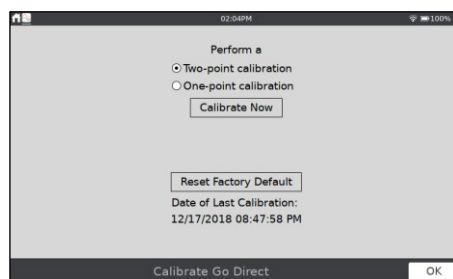 02:04PM
100%
Perform a
Two-point calibration
One-point calibration
Calibrate Now
Reset Factory Default
Date of Last Calibration:
12/17/2018 08:47:58 PM
Calibrate Go Direct
OK